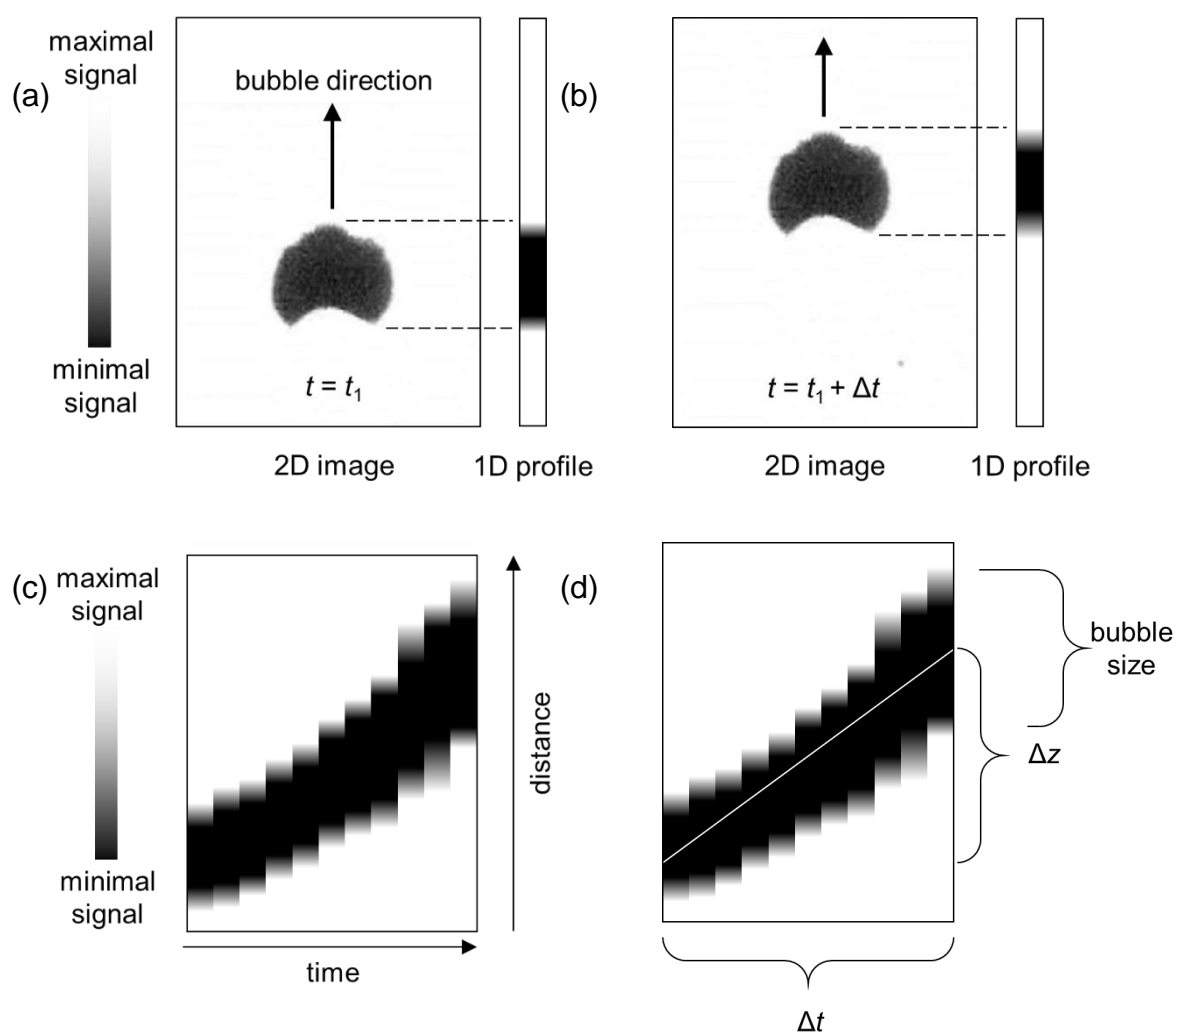 maximal
signal
(a)
bubble direction
minimal
signal
t = t₁
2D image
1D profile
(b)
t = t₁ + Δt
2D image
1D profile
(c)
maximal
signal
minimal
signal
distance
time
(d)
bubble
size
Δz
Δt